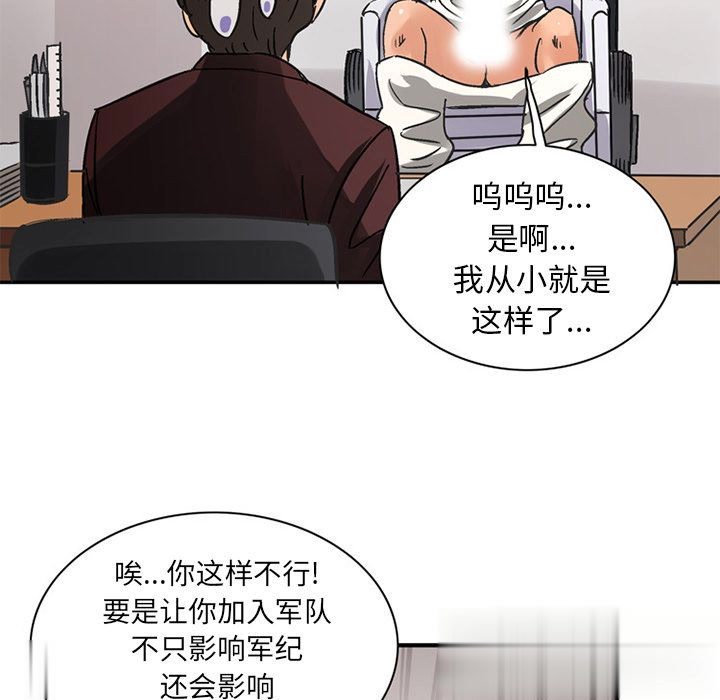 呜呜呜...
是啊...
我从小就是
这样了...
唉...你这样不行!
要是让你加入军队
不只影响军纪
还会影响